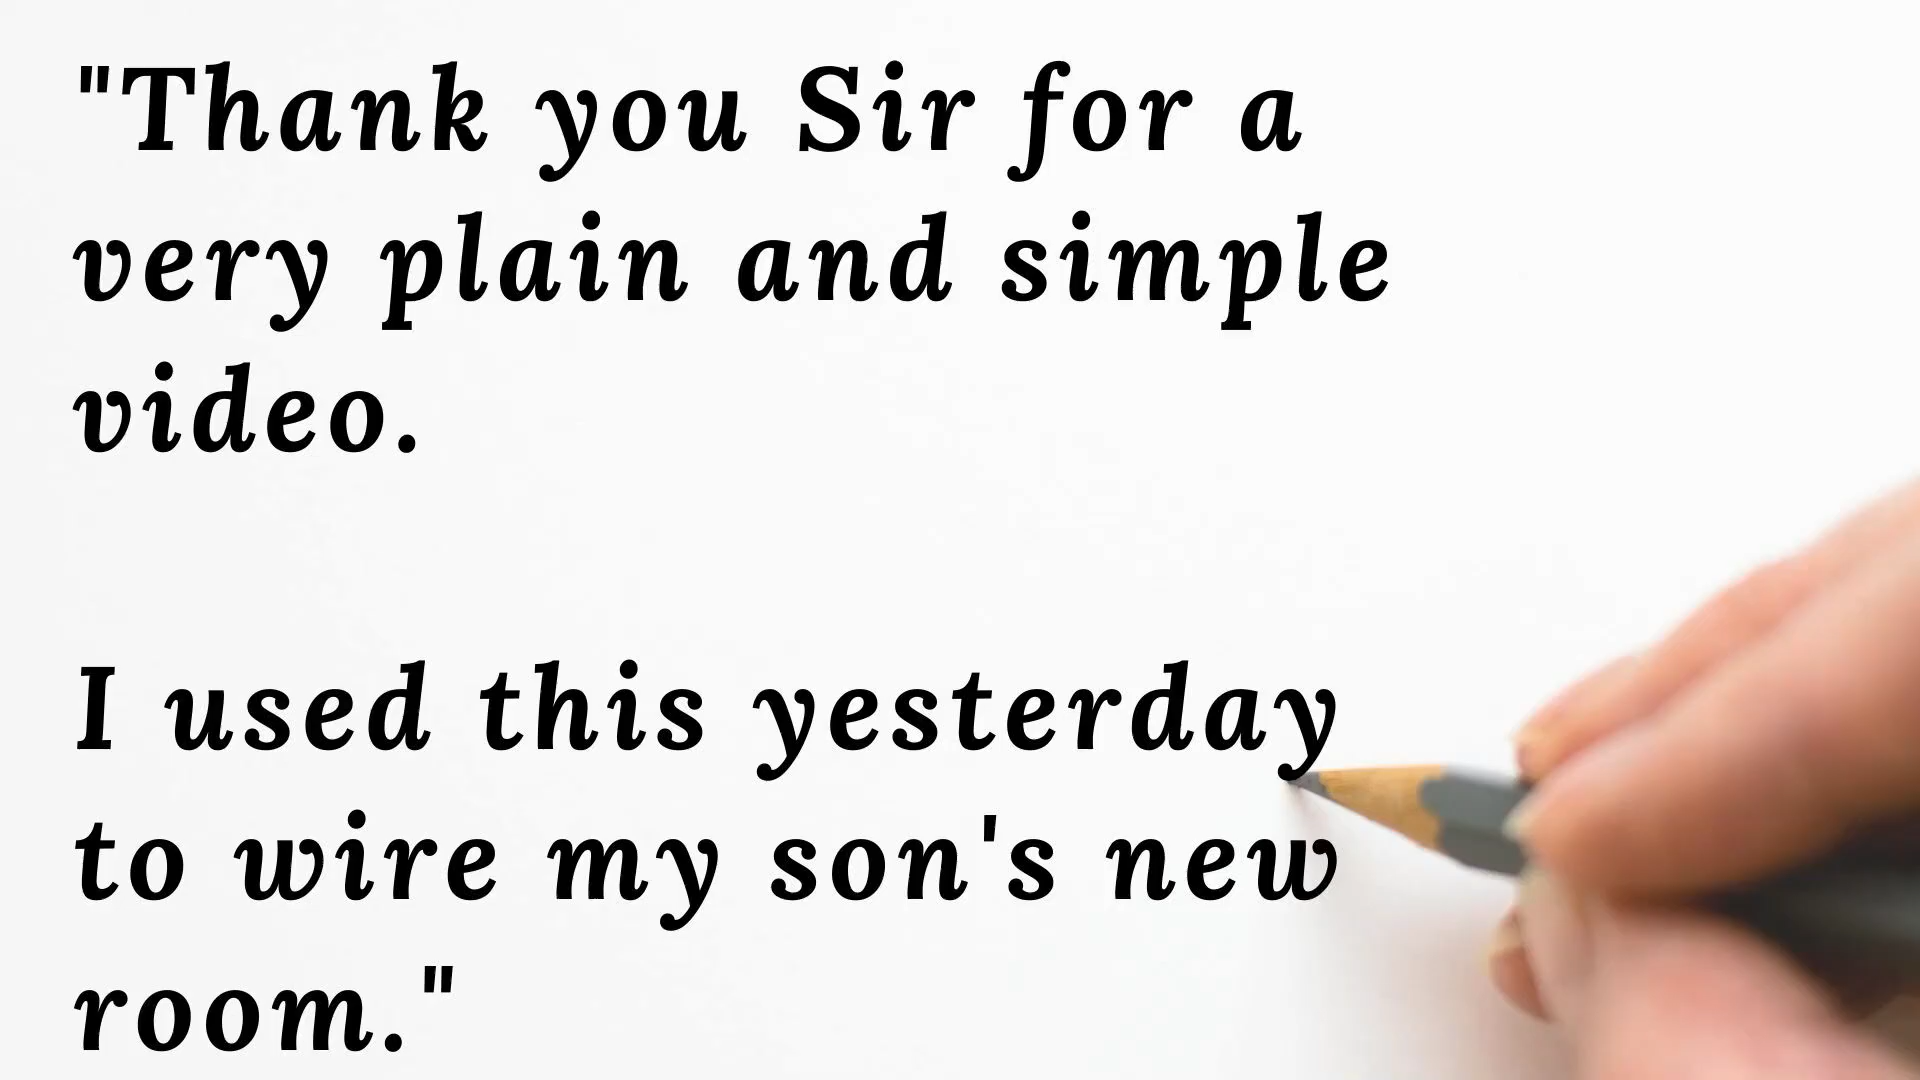 "Thank you Sir for a
very plain and simple
video.
I used this yesterday
to wire my son's new
room."